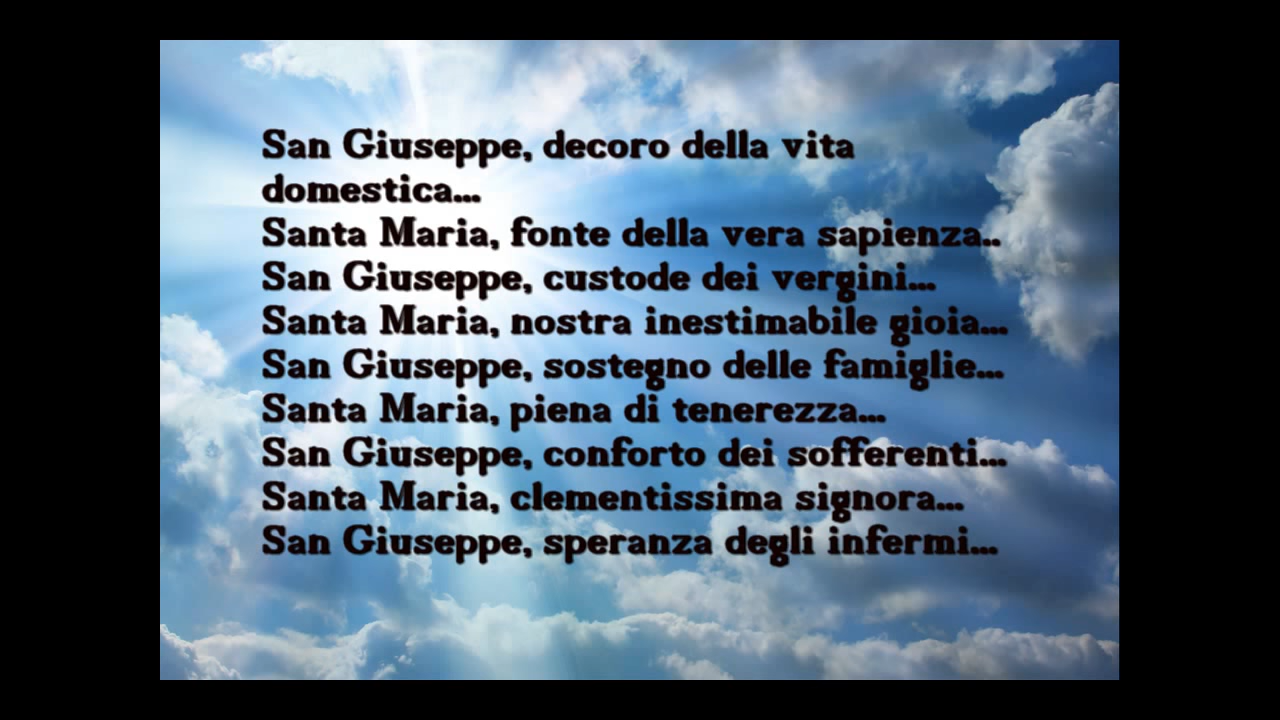 San Giuseppe, decoro della vita
domestica...
Santa Maria, fonte della vera sapienza..
San Giuseppe, custode dei vergini...
Santa Maria, nostra inestimabile gioia...
San Giuseppe, sostegno delle famiglie...
Santa Maria, piena di tenerezza...
San Giuseppe, conforto dei sofferenti...
Santa Maria, clementissima signora...
San Giuseppe, speranza degli infermi...